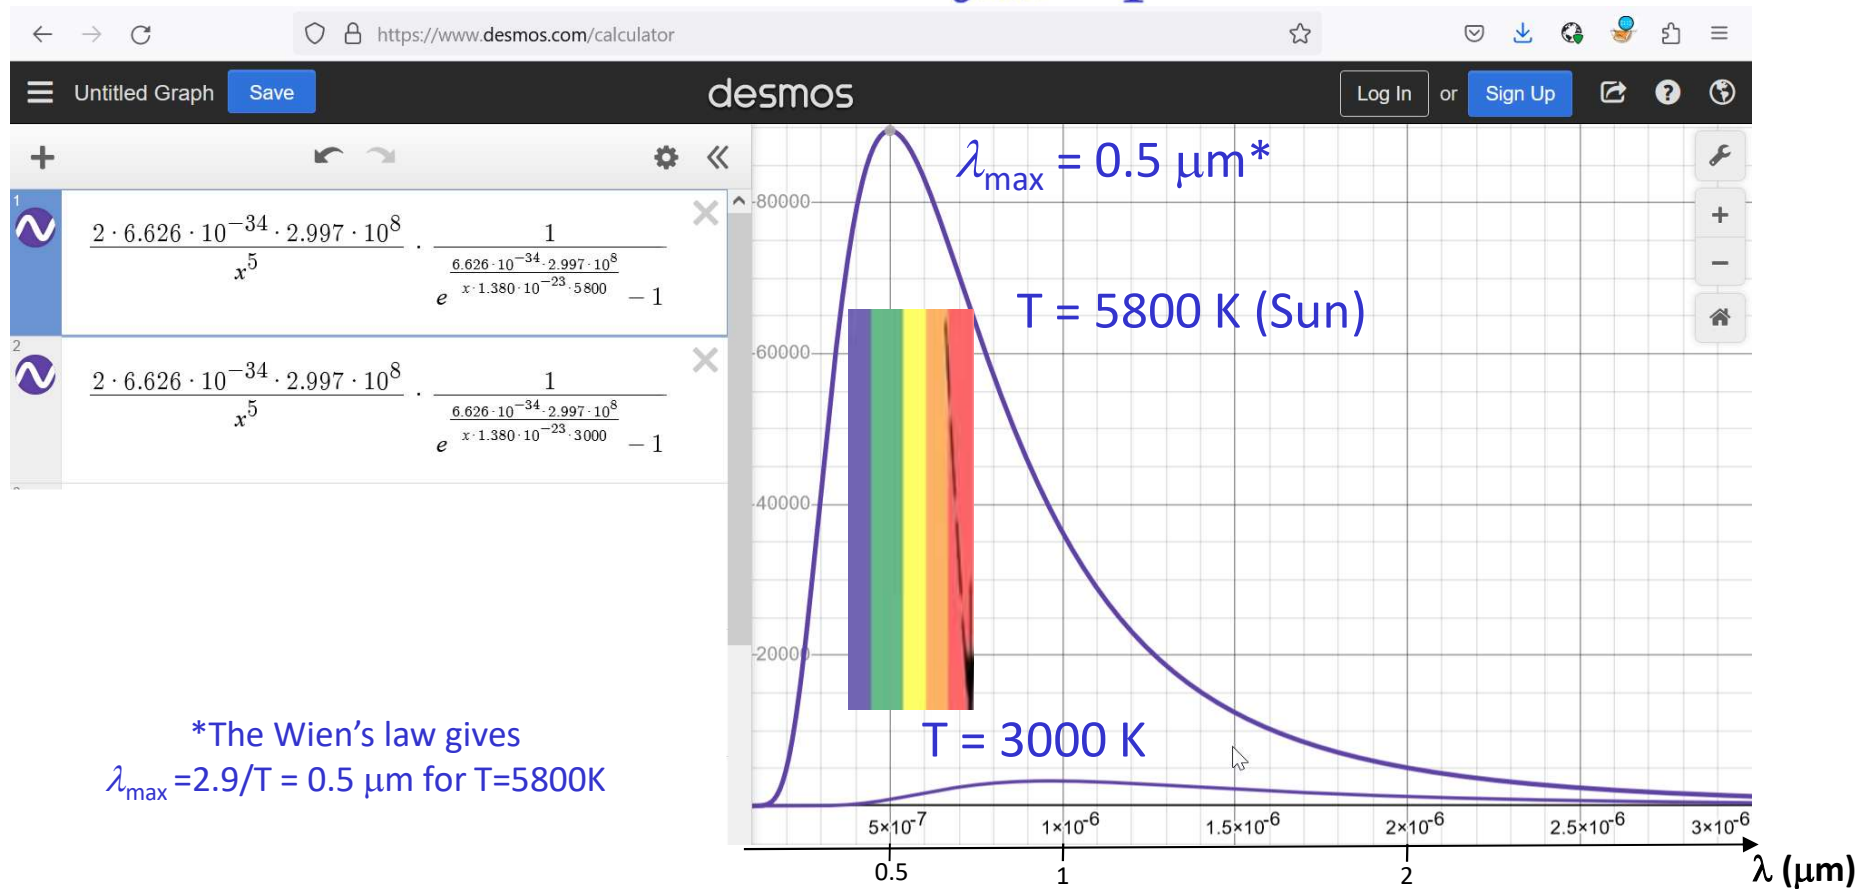 https://www.desmos.com/calculator
Untitled Graph Save desmos Log In or Sign Up
1
2 · 6.626 · 10^−34 · 2.997 · 10^8 / x^5 · 1 / e^(6.626 · 10^−34 · 2.997 · 10^8 / x · 1.380 · 10^−23 · 5800) − 1
2
2 · 6.626 · 10^−34 · 2.997 · 10^8 / x^5 · 1 / e^(6.626 · 10^−34 · 2.997 · 10^8 / x · 1.380 · 10^−23 · 3000) − 1
λmax = 0.5 μm*
80000
T = 5800 K (Sun)
60000
40000
20000
T = 3000 K
*The Wien's law gives
λmax =2.9/T = 0.5 μm for T=5800K
5×10^-7 1×10^-6 1.5×10^-6 2×10^-6 2.5×10^-6 3×10^-6
0.5 1 2
λ (μm)